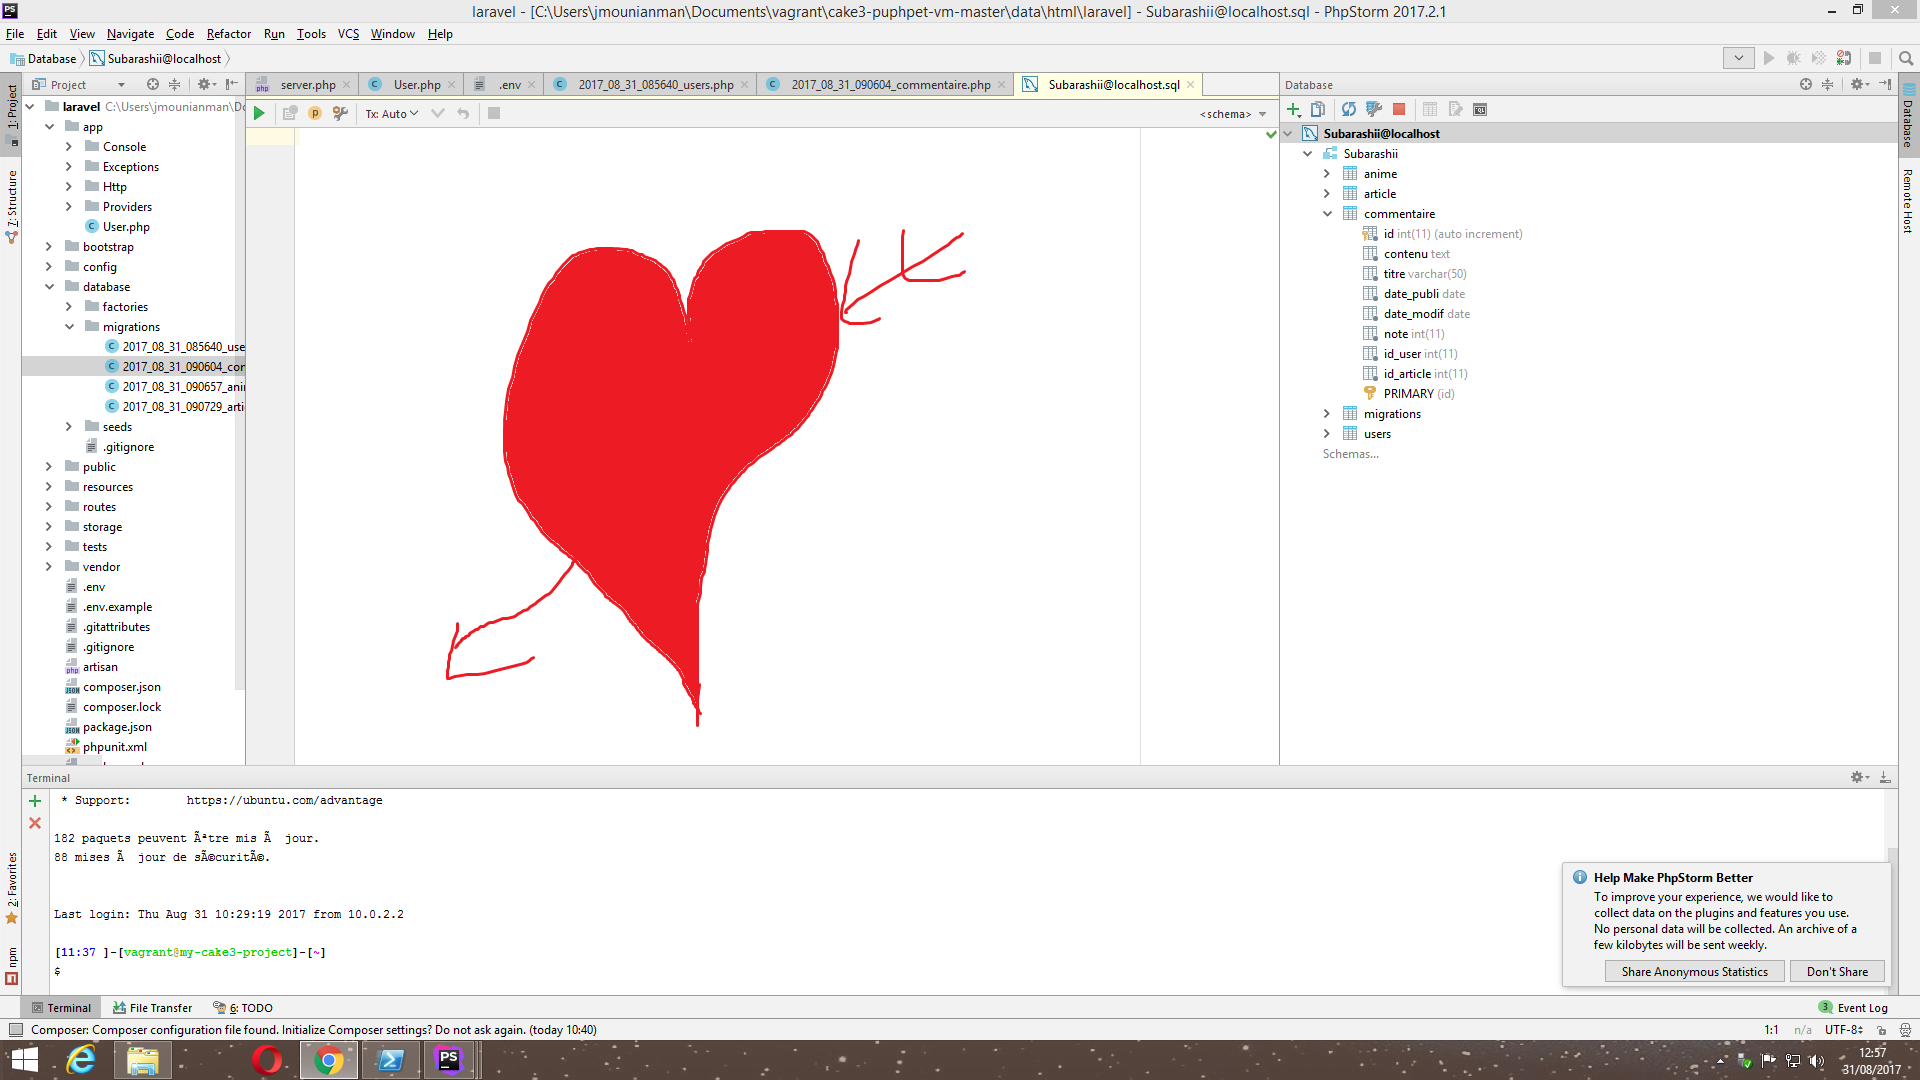 laravel - [C:\Users\jmounianman\Documents\vagrant\cake3-puphpet-vm-master\data\html\laravel] - Subarashii@localhost.sql - PhpStorm 2017.2.1
File Edit View Navigate Code Refactor Run Tools VCS Window Help
Database Subarashii@localhost
Project
server.php User.php .env 2017_08_31_085640_users.php 2017_08_31_090604_commentaire.php Subarashii@localhost.sql
Tx: Auto
<schema>
1: Project
7: Structure
2: Favorites
npm
laravel C:\Users\jmounianman\Do
app
Console
Exceptions
Http
Providers
User.php
bootstrap
config
database
factories
migrations
2017_08_31_085640_use
2017_08_31_090604_cor
2017_08_31_090657_ani
2017_08_31_090729_arti
seeds
.gitignore
public
resources
routes
storage
tests
vendor
.env
.env.example
.gitattributes
.gitignore
artisan
composer.json
composer.lock
package.json
phpunit.xml
Database
Subarashii@localhost
Subarashii
anime
article
commentaire
id int(11) (auto increment)
contenu text
titre varchar(50)
date_publi date
date_modif date
note int(11)
id_user int(11)
id_article int(11)
PRIMARY (id)
migrations
users
Schemas...
Database
Remote Host
Terminal
* Support: https://ubuntu.com/advantage
182 paquets peuvent Ãªtre mis Ã  jour.
88 mises Ã  jour de sÃ©curitÃ©.
Last login: Thu Aug 31 10:29:19 2017 from 10.0.2.2
[11:37 ]-[vagrant@my-cake3-project]-[~]
$
Help Make PhpStorm Better
To improve your experience, we would like to
collect data on the plugins and features you use.
No personal data will be collected. An archive of a
few kilobytes will be sent weekly.
Share Anonymous Statistics Don't Share
Terminal File Transfer 6: TODO
3 Event Log
Composer: Composer configuration file found. Initialize Composer settings? Do not ask again. (today 10:40)
1:1 n/a UTF-8
12:57
31/08/2017